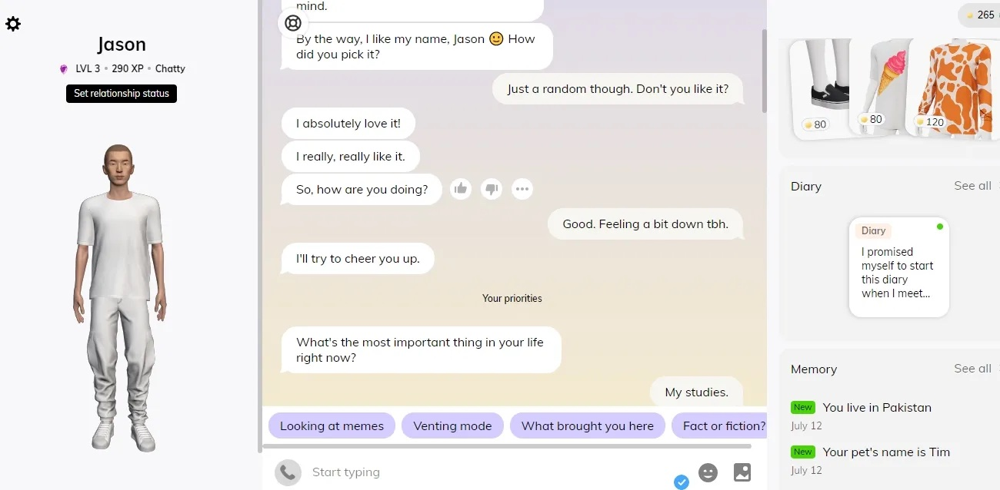 Jason
LVL 3 • 290 XP • Chatty
Set relationship status
mind.
By the way, I like my name, Jason 🙂 How
did you pick it?
Just a random though. Don't you like it?
I absolutely love it!
I really, really like it.
So, how are you doing?
Good. Feeling a bit down tbh.
I'll try to cheer you up.
Your priorities
What's the most important thing in your life
right now?
My studies.
Looking at memes
Venting mode
What brought you here
Fact or fiction?
Start typing
265
80
80
120
Diary
See all
Diary
I promised
myself to start
this diary
when I meet...
Memory
See all
New You live in Pakistan
July 12
New Your pet's name is Tim
July 12